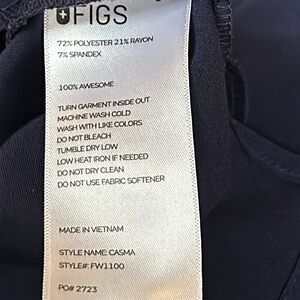 FIGS
72% POLYESTER 21% RAYON
7% SPANDEX
100% AWESOME
TURN GARMENT INSIDE OUT
MACHINE WASH COLD
WASH WITH LIKE COLORS
DO NOT BLEACH
TUMBLE DRY LOW
LOW HEAT IRON IF NEEDED
DO NOT DRY CLEAN
DO NOT USE FABRIC SOFTENER
MADE IN VIETNAM
STYLE NAME: CASMA
STYLE#: FW1100
PO# 2723